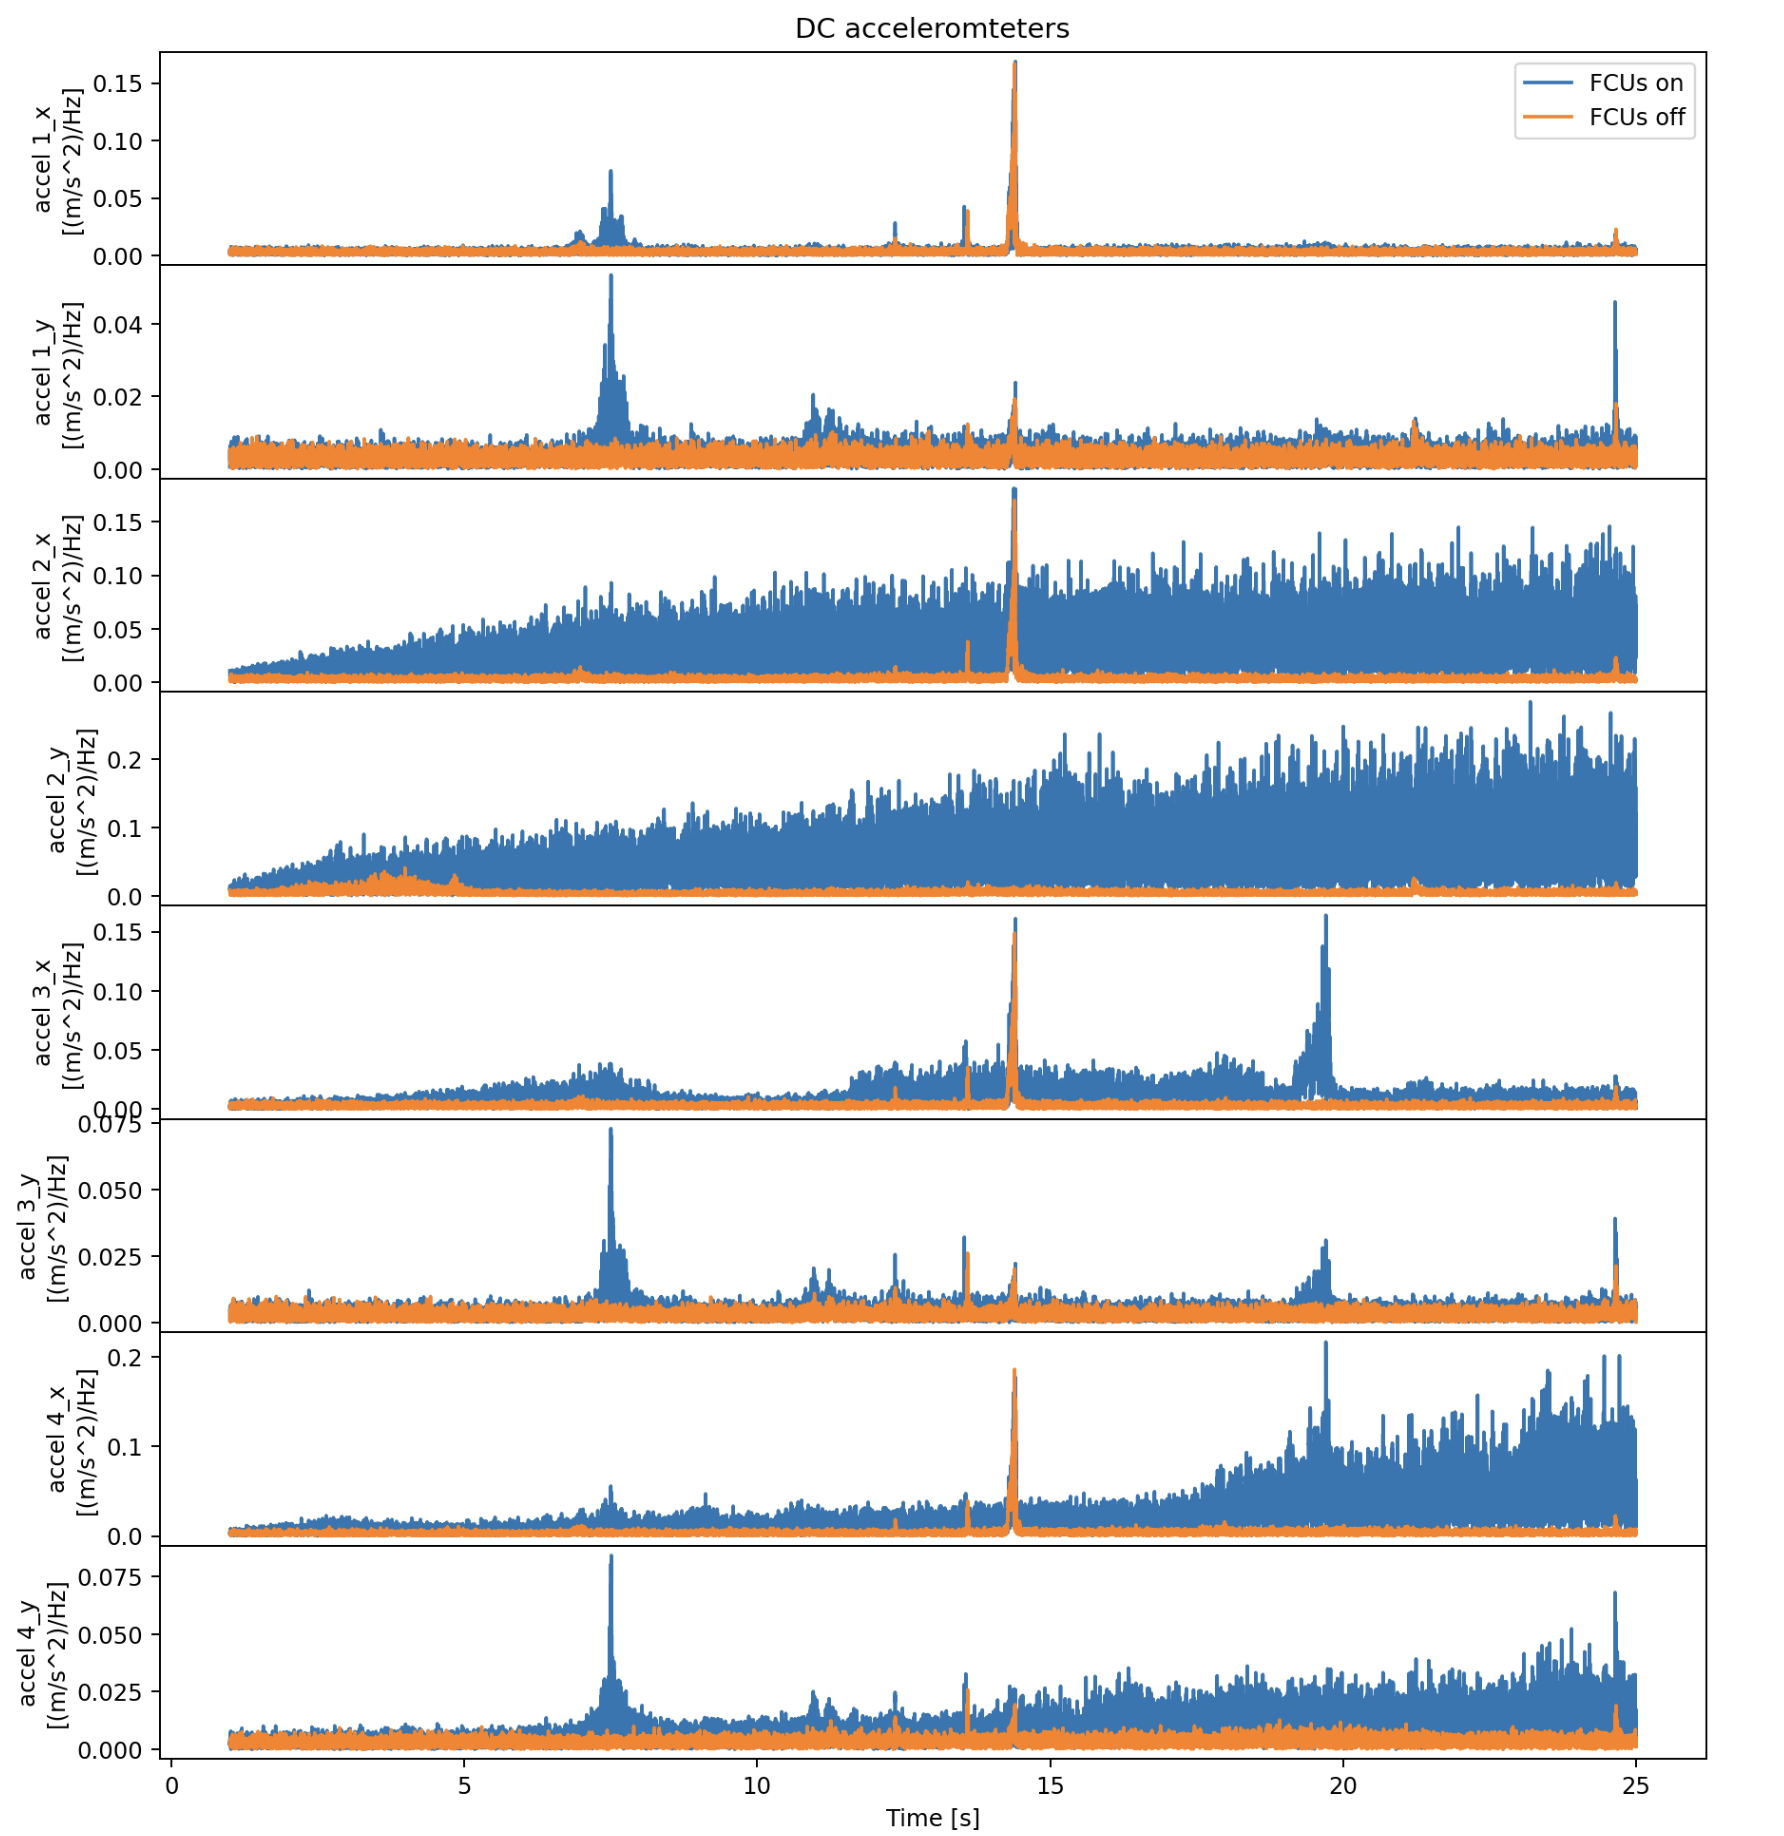 DC acceleromteters
FCUs on
FCUs off
accel 1_x
[(m/s^2)/Hz]
0.15
0.10
0.05
0.00
accel 1_y
[(m/s^2)/Hz]
0.04
0.02
0.00
accel 2_x
[(m/s^2)/Hz]
0.15
0.10
0.05
0.00
accel 2_y
[(m/s^2)/Hz]
0.2
0.1
0.0
accel 3_x
[(m/s^2)/Hz]
0.15
0.10
0.05
0.00
accel 3_y
[(m/s^2)/Hz]
0.075
0.050
0.025
0.000
accel 4_x
[(m/s^2)/Hz]
0.2
0.1
0.0
accel 4_y
[(m/s^2)/Hz]
0.075
0.050
0.025
0.000
0 5 10 15 20 25
Time [s]